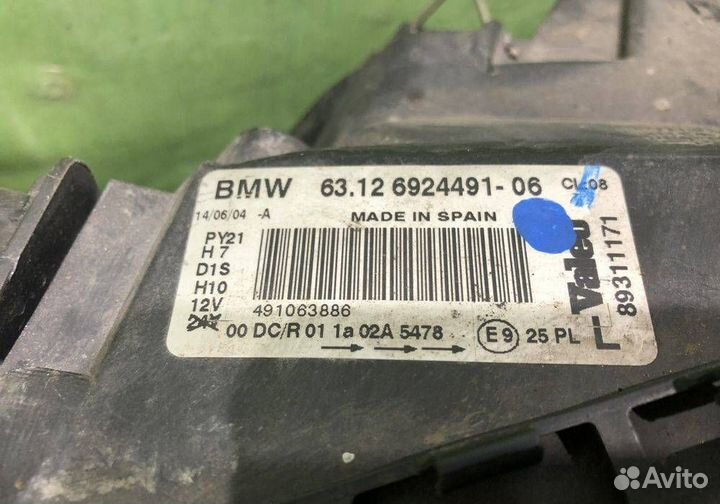 BMW 63.12 6924491-06 CL:08
14/06/04 -A MADE IN SPAIN
PY21
H7
D1S
H10
12V
24V
491063886
00 DC/R 01 1a 02A 5478 E9 25 PL
L Valeo
89311171
Avito